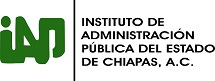 iAP
INSTITUTO DE
ADMINISTRACIÓN
PÚBLICA DEL ESTADO
DE CHIAPAS, A.C.